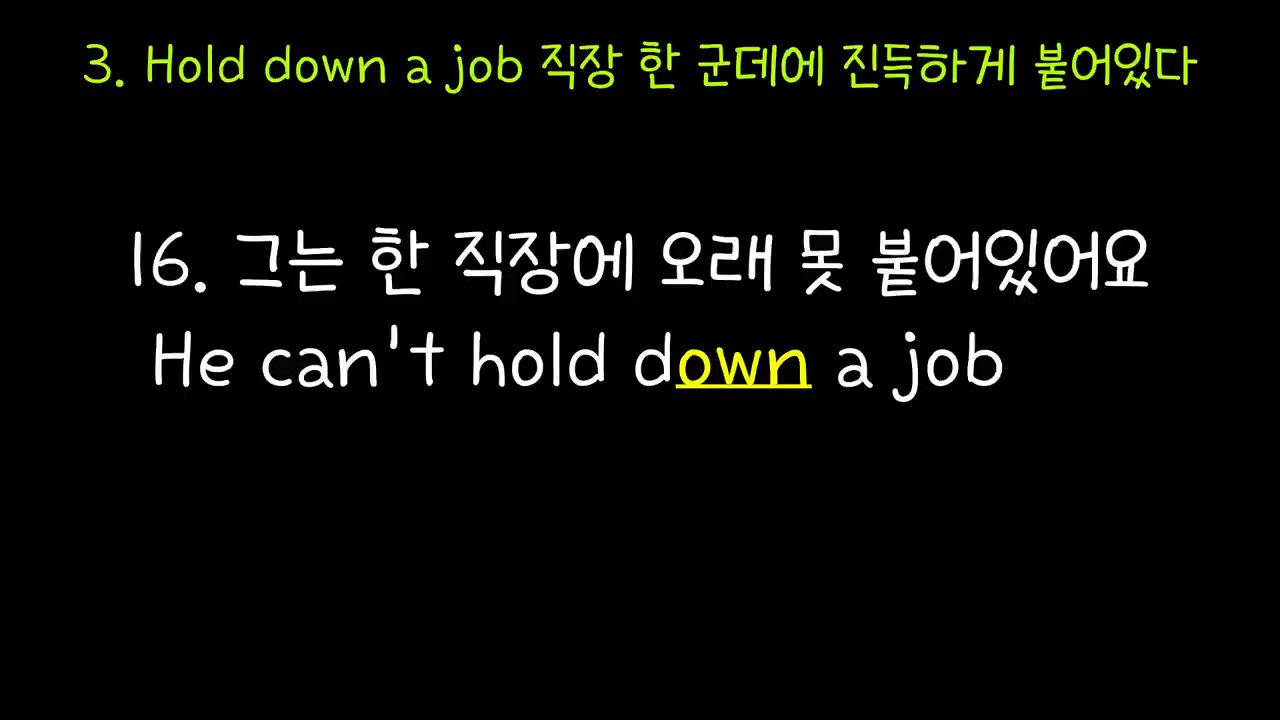 3. Hold down a job 직장 한 군데에 진득하게 붙어있다
16. 그는 한 직장에 오래 못 붙어있어요
He can't hold down a job